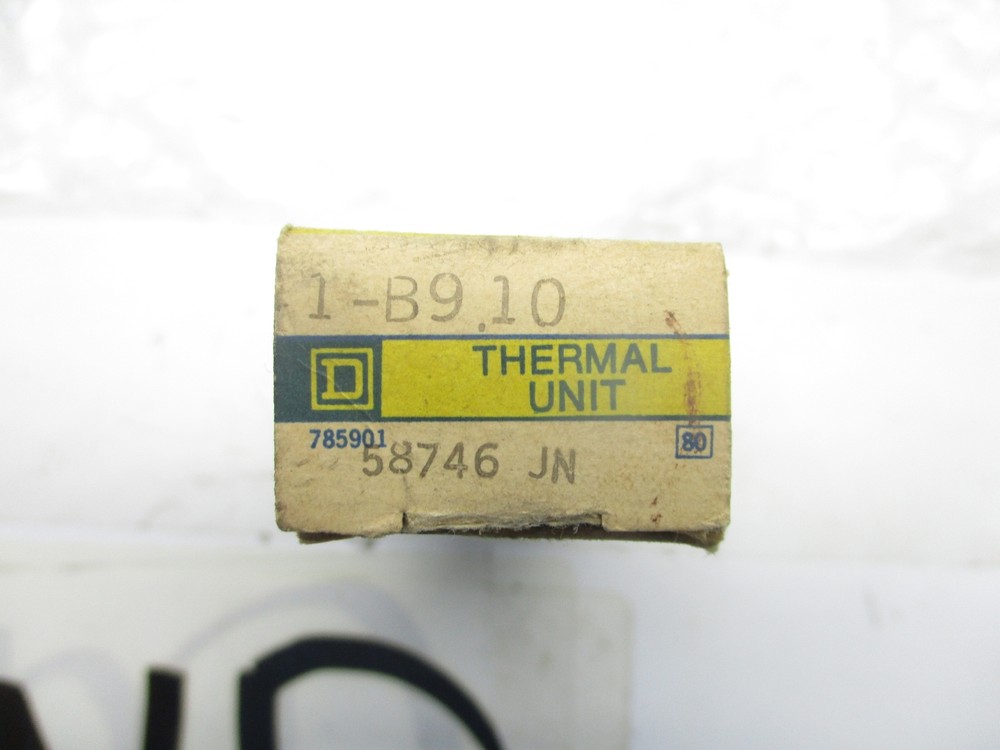 1-B9.10
D
THERMAL
UNIT
785901
80
58746 JN